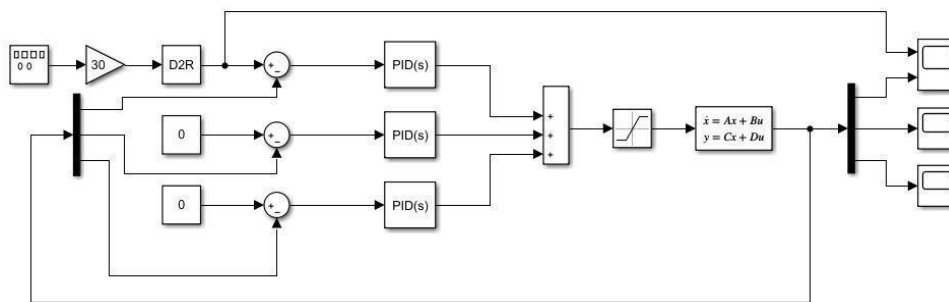 30
D2R
+
−
PID(s)
0
+
−
PID(s)
0
+
−
PID(s)
+
+
+
ẋ = Ax + Bu
y = Cx + Du